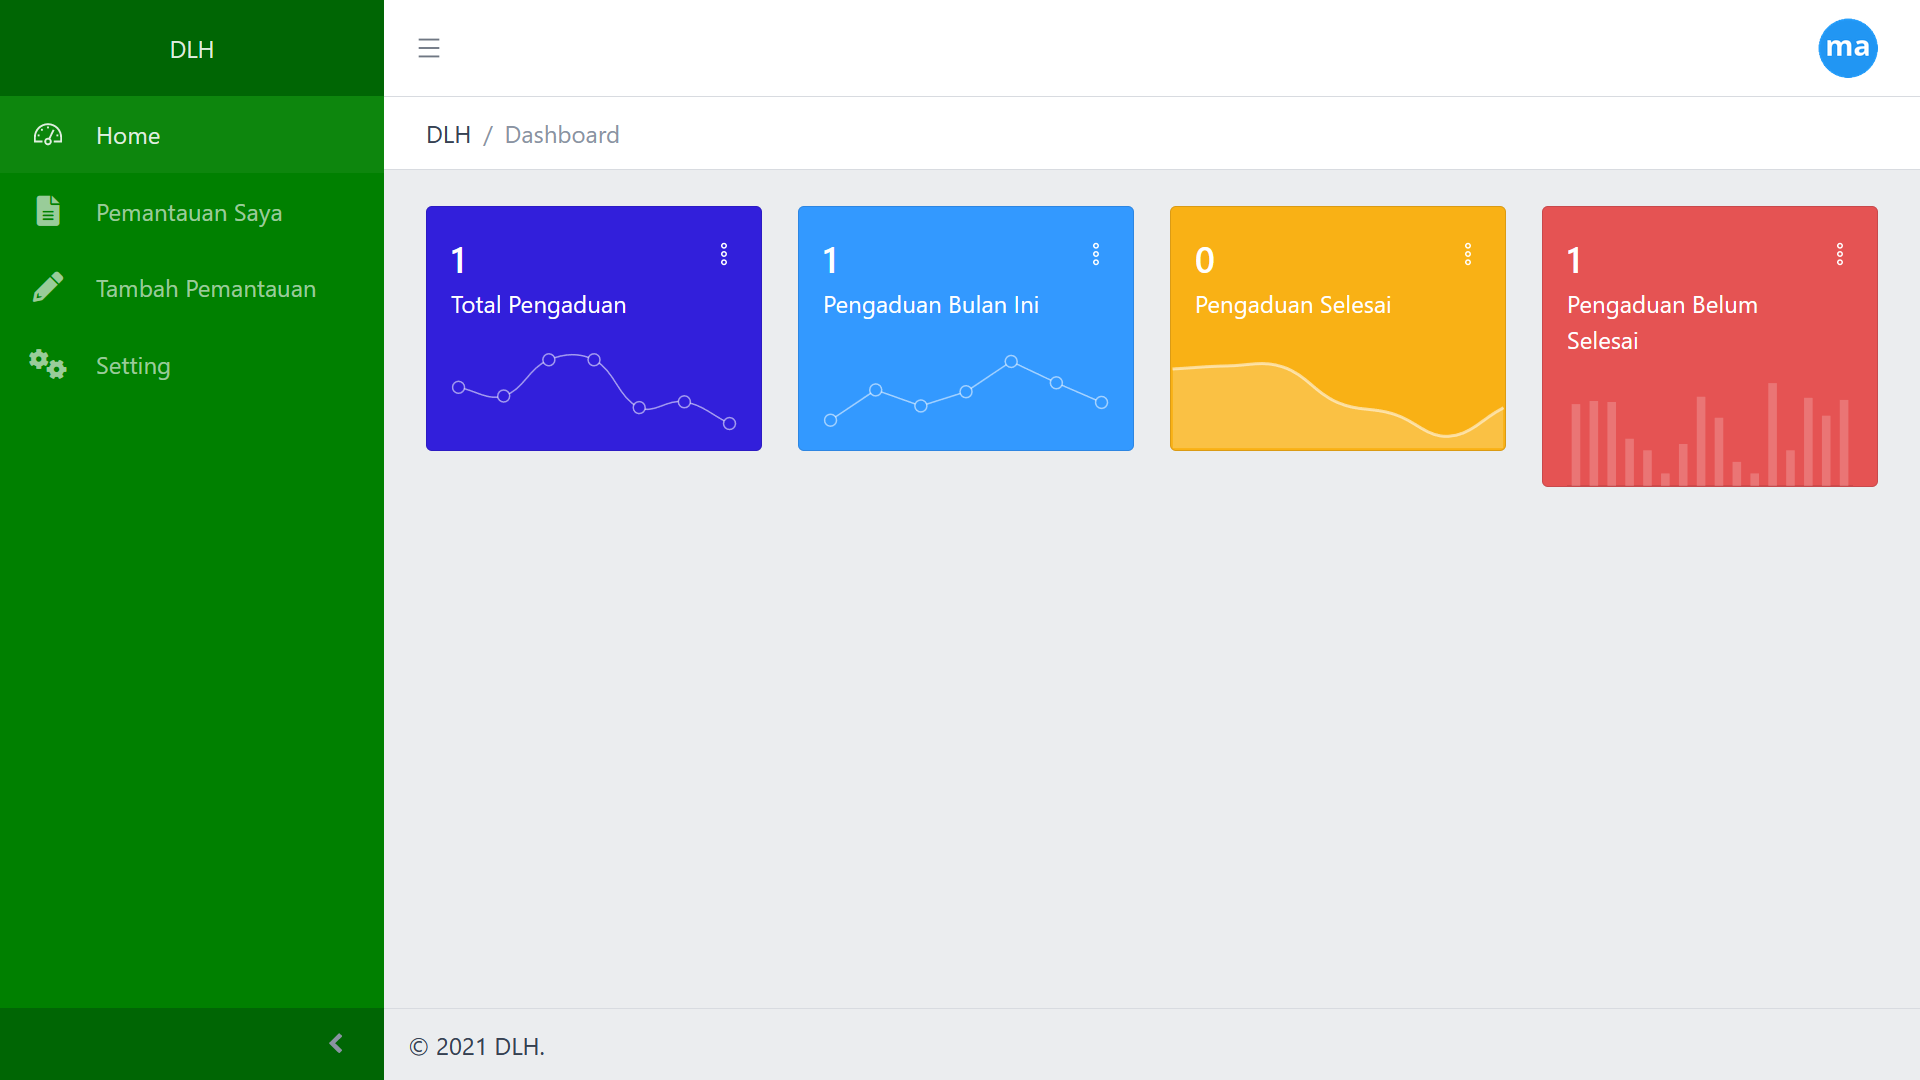 DLH
Home
Pemantauan Saya
Tambah Pemantauan
Setting
ma
DLH / Dashboard
1
Total Pengaduan
1
Pengaduan Bulan Ini
0
Pengaduan Selesai
1
Pengaduan Belum
Selesai
© 2021 DLH.